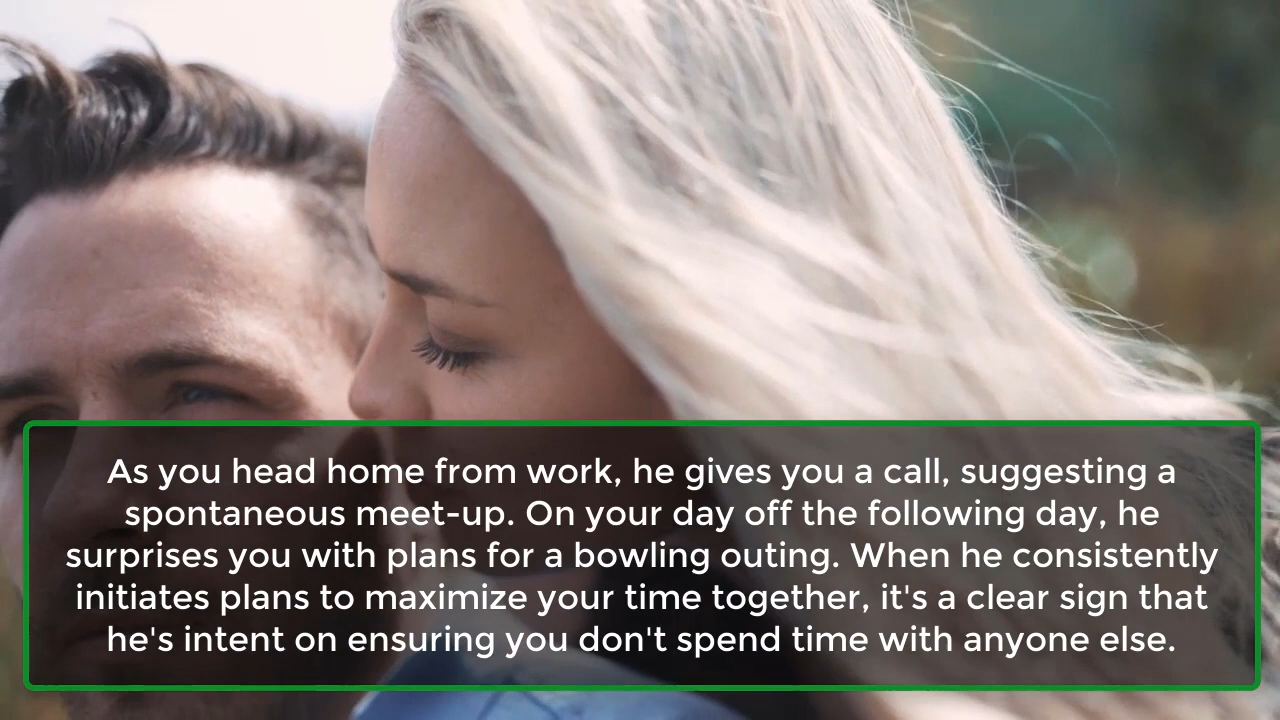 As you head home from work, he gives you a call, suggesting a
spontaneous meet-up. On your day off the following day, he
surprises you with plans for a bowling outing. When he consistently
initiates plans to maximize your time together, it's a clear sign that
he's intent on ensuring you don't spend time with anyone else.